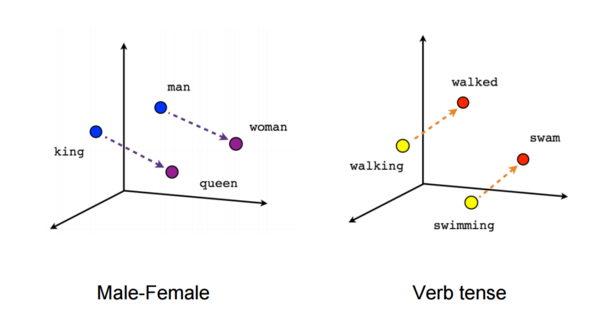 man
king
woman
queen
Male-Female
walked
walking
swam
swimming
Verb tense